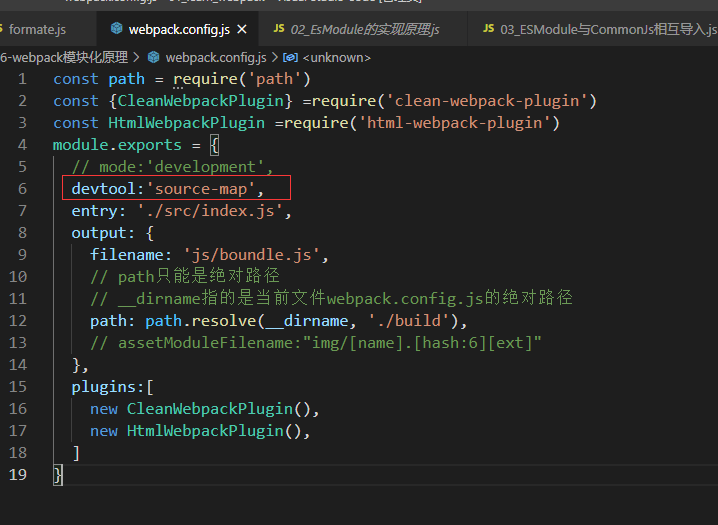 formate.js
webpack.config.js
02_EsModule的实现原理js
03_ESModule与CommonJs相互导入.js
6-webpack模块化原理 > webpack.config.js > <unknown>
1 const path = require('path')
2 const {CleanWebpackPlugin} =require('clean-webpack-plugin')
3 const HtmlWebpackPlugin =require('html-webpack-plugin')
4 module.exports = {
5 // mode:'development',
6 devtool:'source-map',
7 entry: './src/index.js',
8 output: {
9 filename: 'js/boundle.js',
10 // path只能是绝对路径
11 // __dirname指的是当前文件webpack.config.js的绝对路径
12 path: path.resolve(__dirname, './build'),
13 // assetModuleFilename:"img/[name].[hash:6][ext]"
14 },
15 plugins:[
16 new CleanWebpackPlugin(),
17 new HtmlWebpackPlugin(),
18 ]
19 }